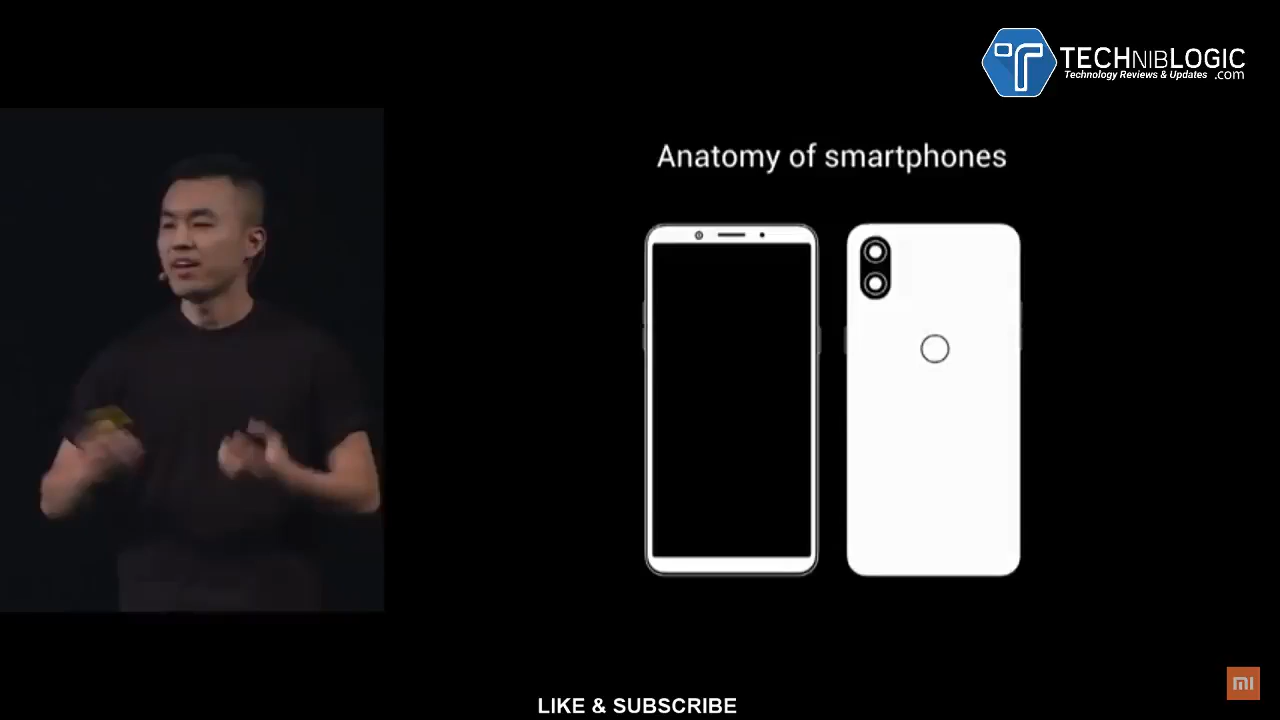 TECHNIBLOGIC
Technology Reviews & Updates .com
Anatomy of smartphones
mi
LIKE & SUBSCRIBE